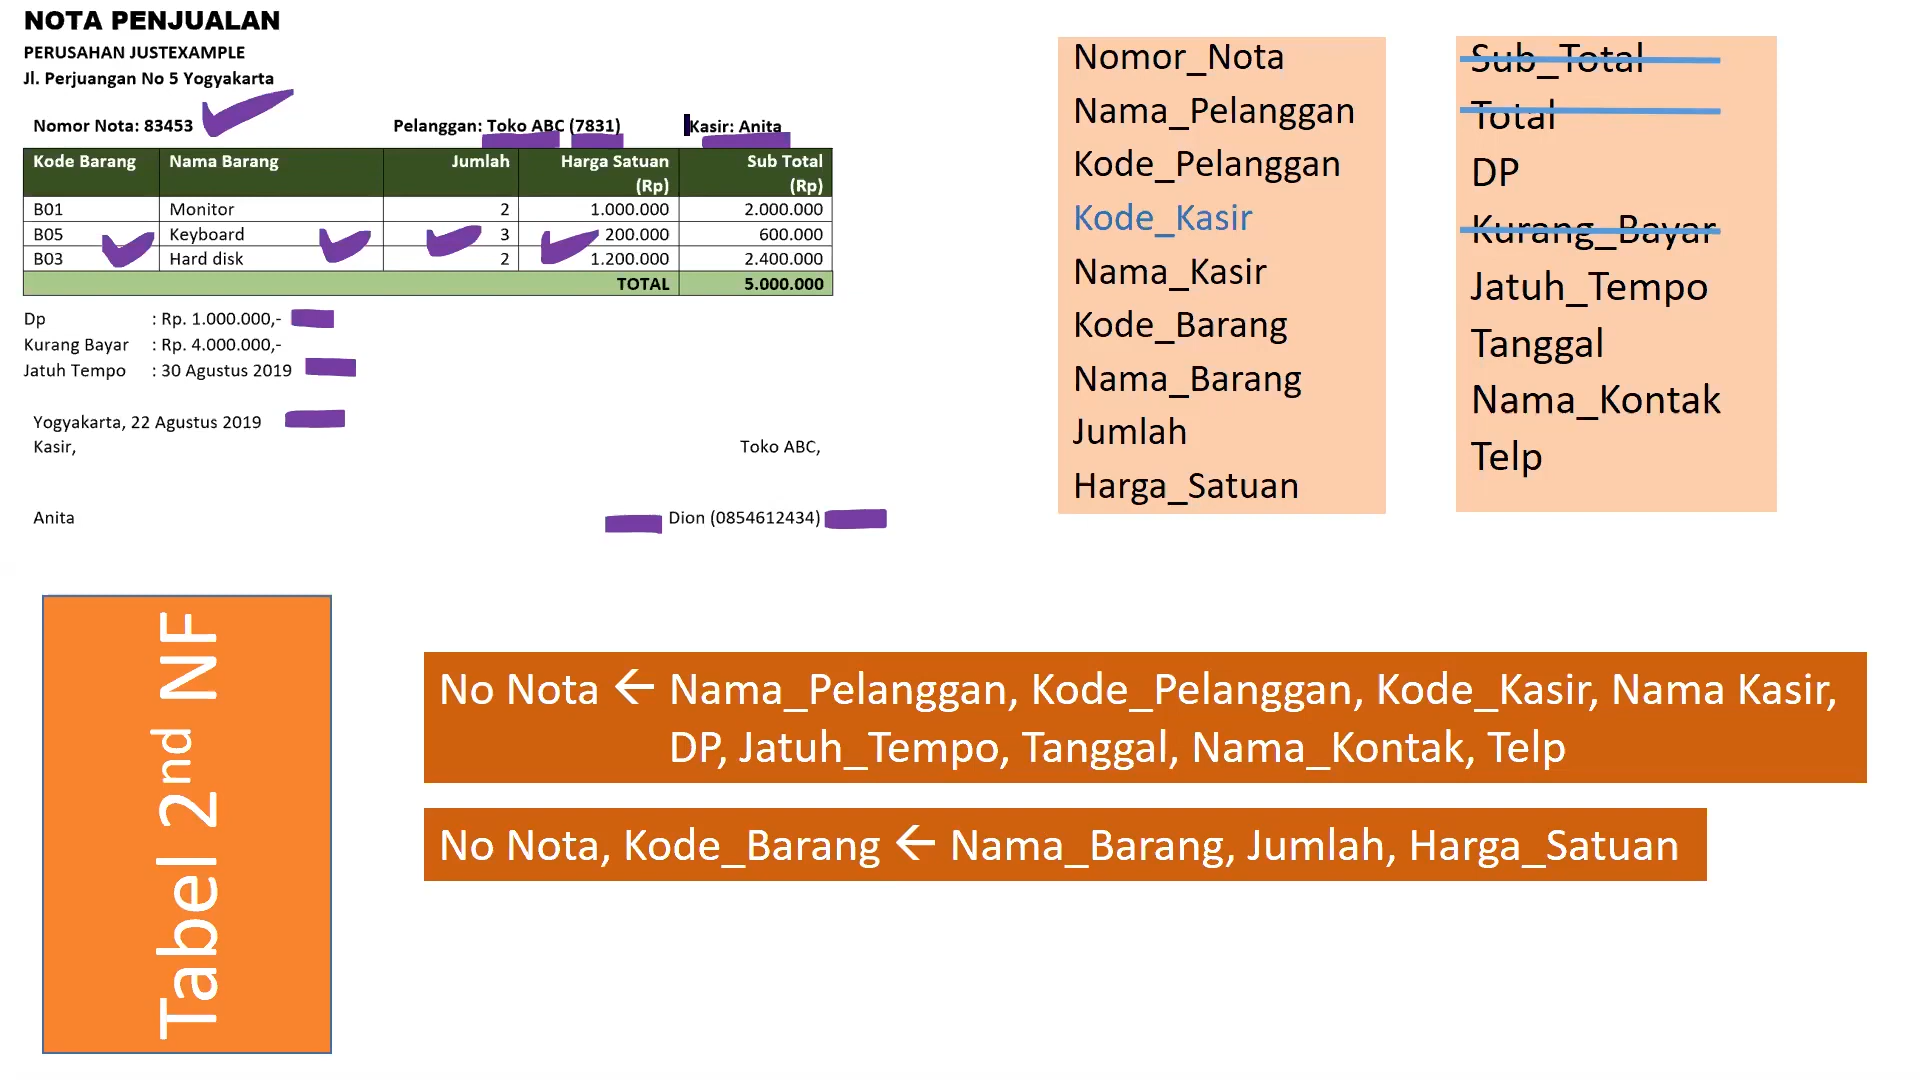 NOTA PENJUALAN
PERUSAHAN JUSTEXAMPLE
Jl. Perjuangan No 5 Yogyakarta
Nomor Nota: 83453 Pelanggan: Toko ABC (7831) Kasir: Anita
Kode Barang Nama Barang Jumlah Harga Satuan (Rp) Sub Total (Rp)
B01 Monitor 2 1.000.000 2.000.000
B05 Keyboard 3 200.000 600.000
B03 Hard disk 2 1.200.000 2.400.000
TOTAL 5.000.000
Dp : Rp. 1.000.000,-
Kurang Bayar : Rp. 4.000.000,-
Jatuh Tempo : 30 Agustus 2019
Yogyakarta, 22 Agustus 2019
Kasir, Toko ABC,
Anita Dion (0854612434)
Nomor_Nota
Nama_Pelanggan
Kode_Pelanggan
Kode_Kasir
Nama_Kasir
Kode_Barang
Nama_Barang
Jumlah
Harga_Satuan
Sub_Total
Total
DP
Kurang_Bayar
Jatuh_Tempo
Tanggal
Nama_Kontak
Telp
Tabel 2nd NF
No Nota ← Nama_Pelanggan, Kode_Pelanggan, Kode_Kasir, Nama Kasir,
DP, Jatuh_Tempo, Tanggal, Nama_Kontak, Telp
No Nota, Kode_Barang ← Nama_Barang, Jumlah, Harga_Satuan